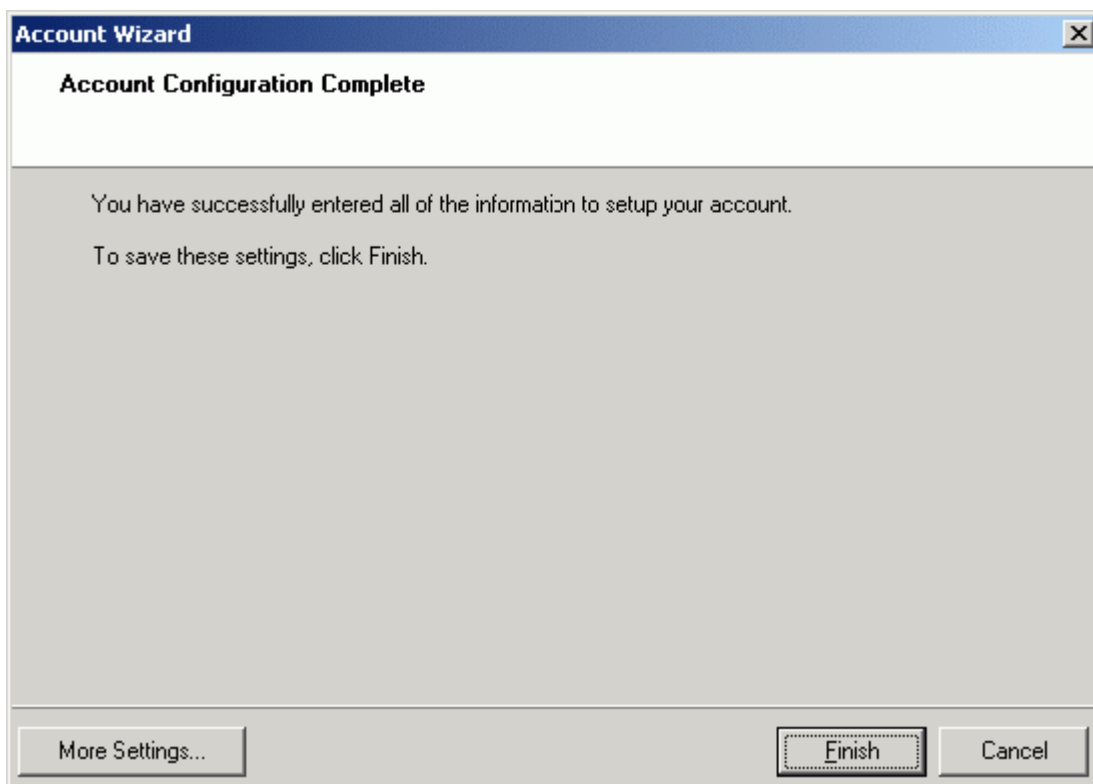 Account Wizard
Account Configuration Complete
You have successfully entered all of the information to setup your account.
To save these settings, click Finish.
More Settings...
Finish
Cancel